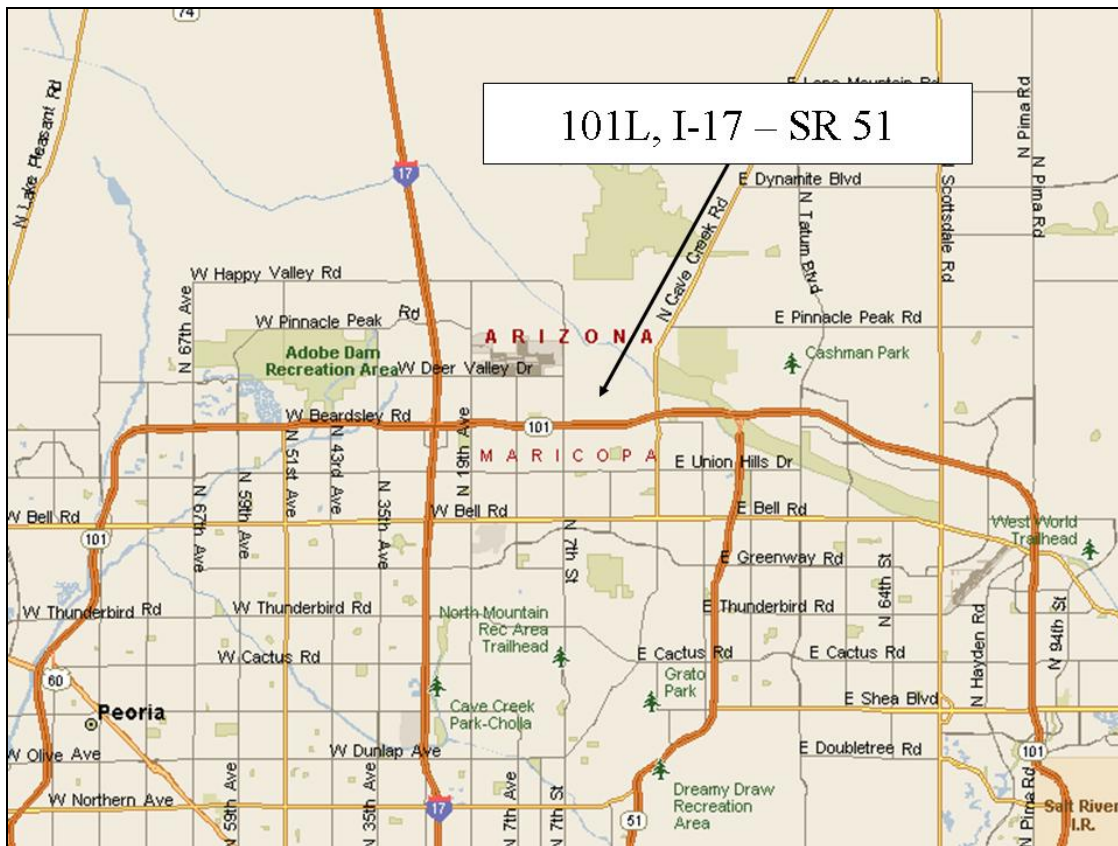 74
N Lake Pleasant Rd
17
101L, I-17 – SR 51
E Lone Mountain Rd
N Pima Rd
N Pima Rd
E Dynamite Blvd
N Scottsdale Rd
N Tatum Blvd
N Cave Creek Rd
W Happy Valley Rd
W Pinnacle Peak Rd
N 67th Ave
ARIZONA
E Pinnacle Peak Rd
Adobe Dam
Recreation Area
W Deer Valley Dr
Cashman Park
W Beardsley Rd
101
N 19th Ave
MARICOPA
E Union Hills Dr
N 67th Ave
N 59th Ave
N 51st Ave
N 43rd Ave
N 35th Ave
W Bell Rd
W Bell Rd
E Bell Rd
101
N 7th St
West World
Trailhead
E Greenway Rd
N 64th St
W Thunderbird Rd
W Thunderbird Rd
E Thunderbird Rd
North Mountain
Rec Area
Trailhead
N Hayden Rd
N 94th St
W Cactus Rd
E Cactus Rd
E Cactus Rd
60
Grato
Park
Peoria
Cave Creek
Park-Cholla
E Shea Blvd
W Olive Ave
W Dunlap Ave
E Doubletree Rd
101
W Northern Ave
N 59th Ave
N 35th Ave
17
N 7th Ave
N 7th St
51
Dreamy Draw
Recreation
Area
N Pima Rd
Salt River
I.R.